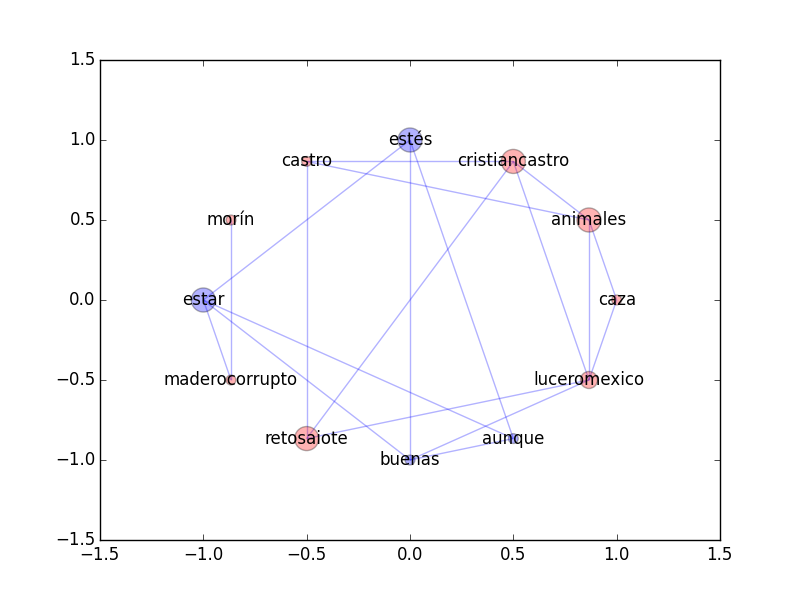 1.5
1.0
0.5
0.0
−0.5
−1.0
−1.5
−1.5
−1.0
−0.5
0.0
0.5
1.0
1.5
estés
castro
cristiancastro
morín
animales
estar
caza
maderocorrupto
luceromexico
retosaiote
aunque
buenas